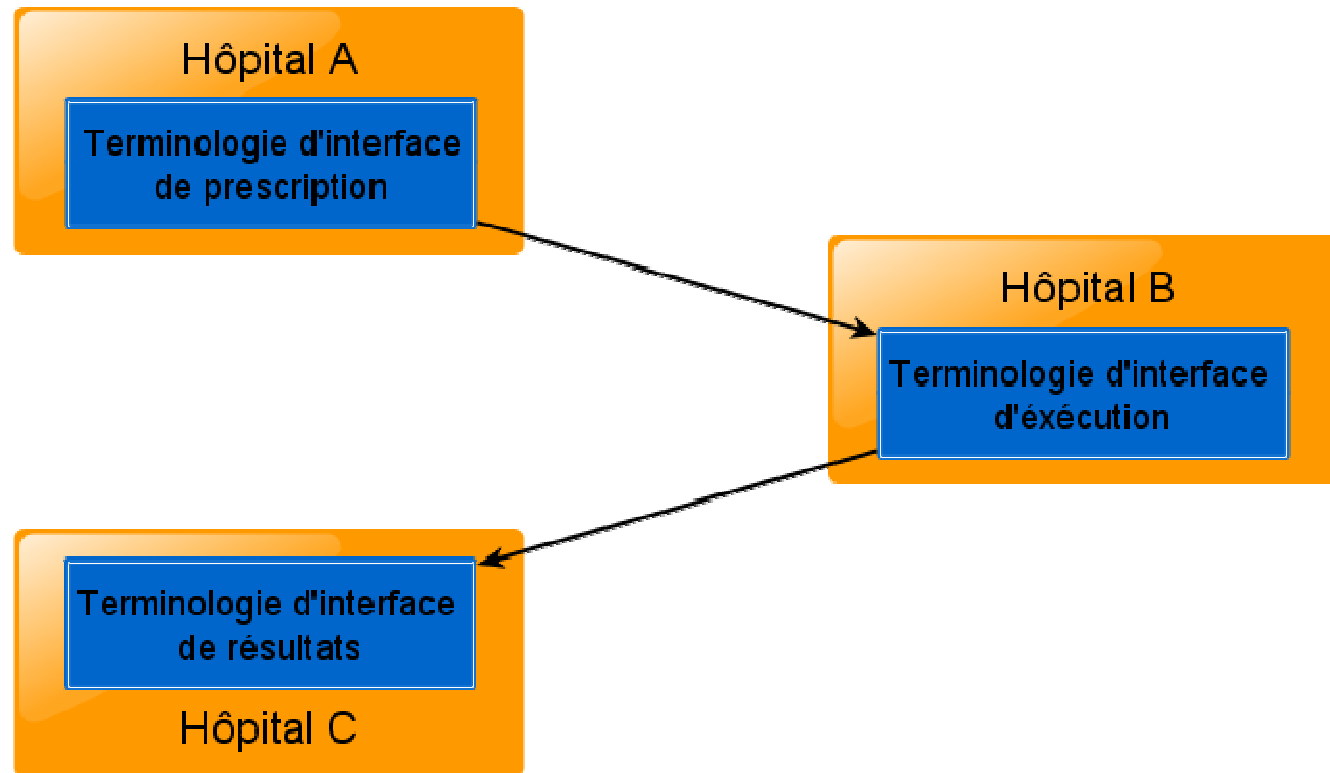 Hôpital A
Terminologie d'interface
de prescription
Hôpital B
Terminologie d'interface
d'éxécution
Terminologie d'interface
de résultats
Hôpital C